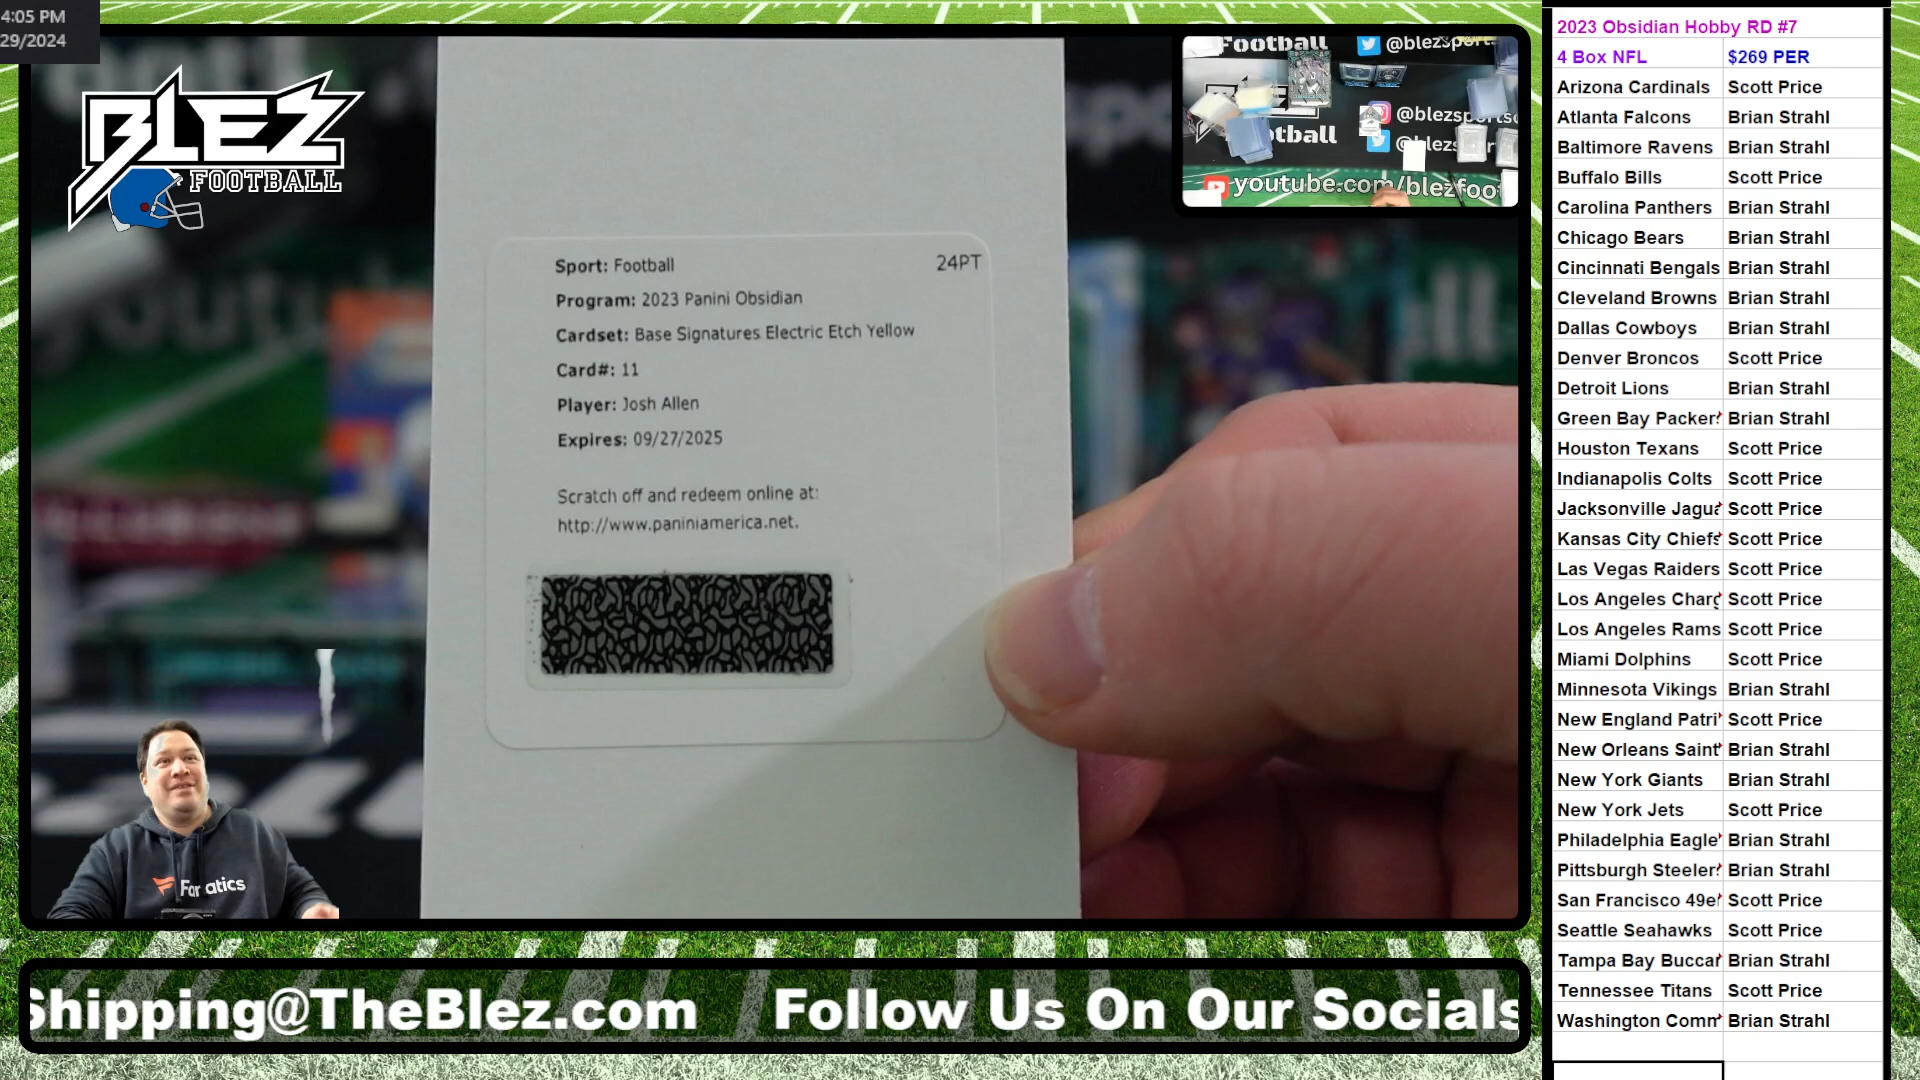 4:05 PM
29/2024
BLEZ
FOOTBALL
Sport: Football
24PT
Program: 2023 Panini Obsidian
Cardset: Base Signatures Electric Etch Yellow
Card#: 11
Player: Josh Allen
Expires: 09/27/2025
Scratch off and redeem online at:
http://www.paniniamerica.net.
Fanatics
Football
@blezsports
@blezsportsc
otball
youtube.com/blezfoot
Shipping@TheBlez.com Follow Us On Our Socials
2023 Obsidian Hobby RD #7
4 Box NFL $269 PER
Arizona Cardinals Scott Price
Atlanta Falcons Brian Strahl
Baltimore Ravens Brian Strahl
Buffalo Bills Scott Price
Carolina Panthers Brian Strahl
Chicago Bears Brian Strahl
Cincinnati Bengals Brian Strahl
Cleveland Browns Brian Strahl
Dallas Cowboys Brian Strahl
Denver Broncos Scott Price
Detroit Lions Brian Strahl
Green Bay Packer Brian Strahl
Houston Texans Scott Price
Indianapolis Colts Scott Price
Jacksonville Jagua Scott Price
Kansas City Chiefs Scott Price
Las Vegas Raiders Scott Price
Los Angeles Charg Scott Price
Los Angeles Rams Scott Price
Miami Dolphins Scott Price
Minnesota Vikings Brian Strahl
New England Patri Scott Price
New Orleans Saint Brian Strahl
New York Giants Brian Strahl
New York Jets Scott Price
Philadelphia Eagle Brian Strahl
Pittsburgh Steeler Brian Strahl
San Francisco 49e Scott Price
Seattle Seahawks Scott Price
Tampa Bay Buccar Brian Strahl
Tennessee Titans Scott Price
Washington Comm Brian Strahl